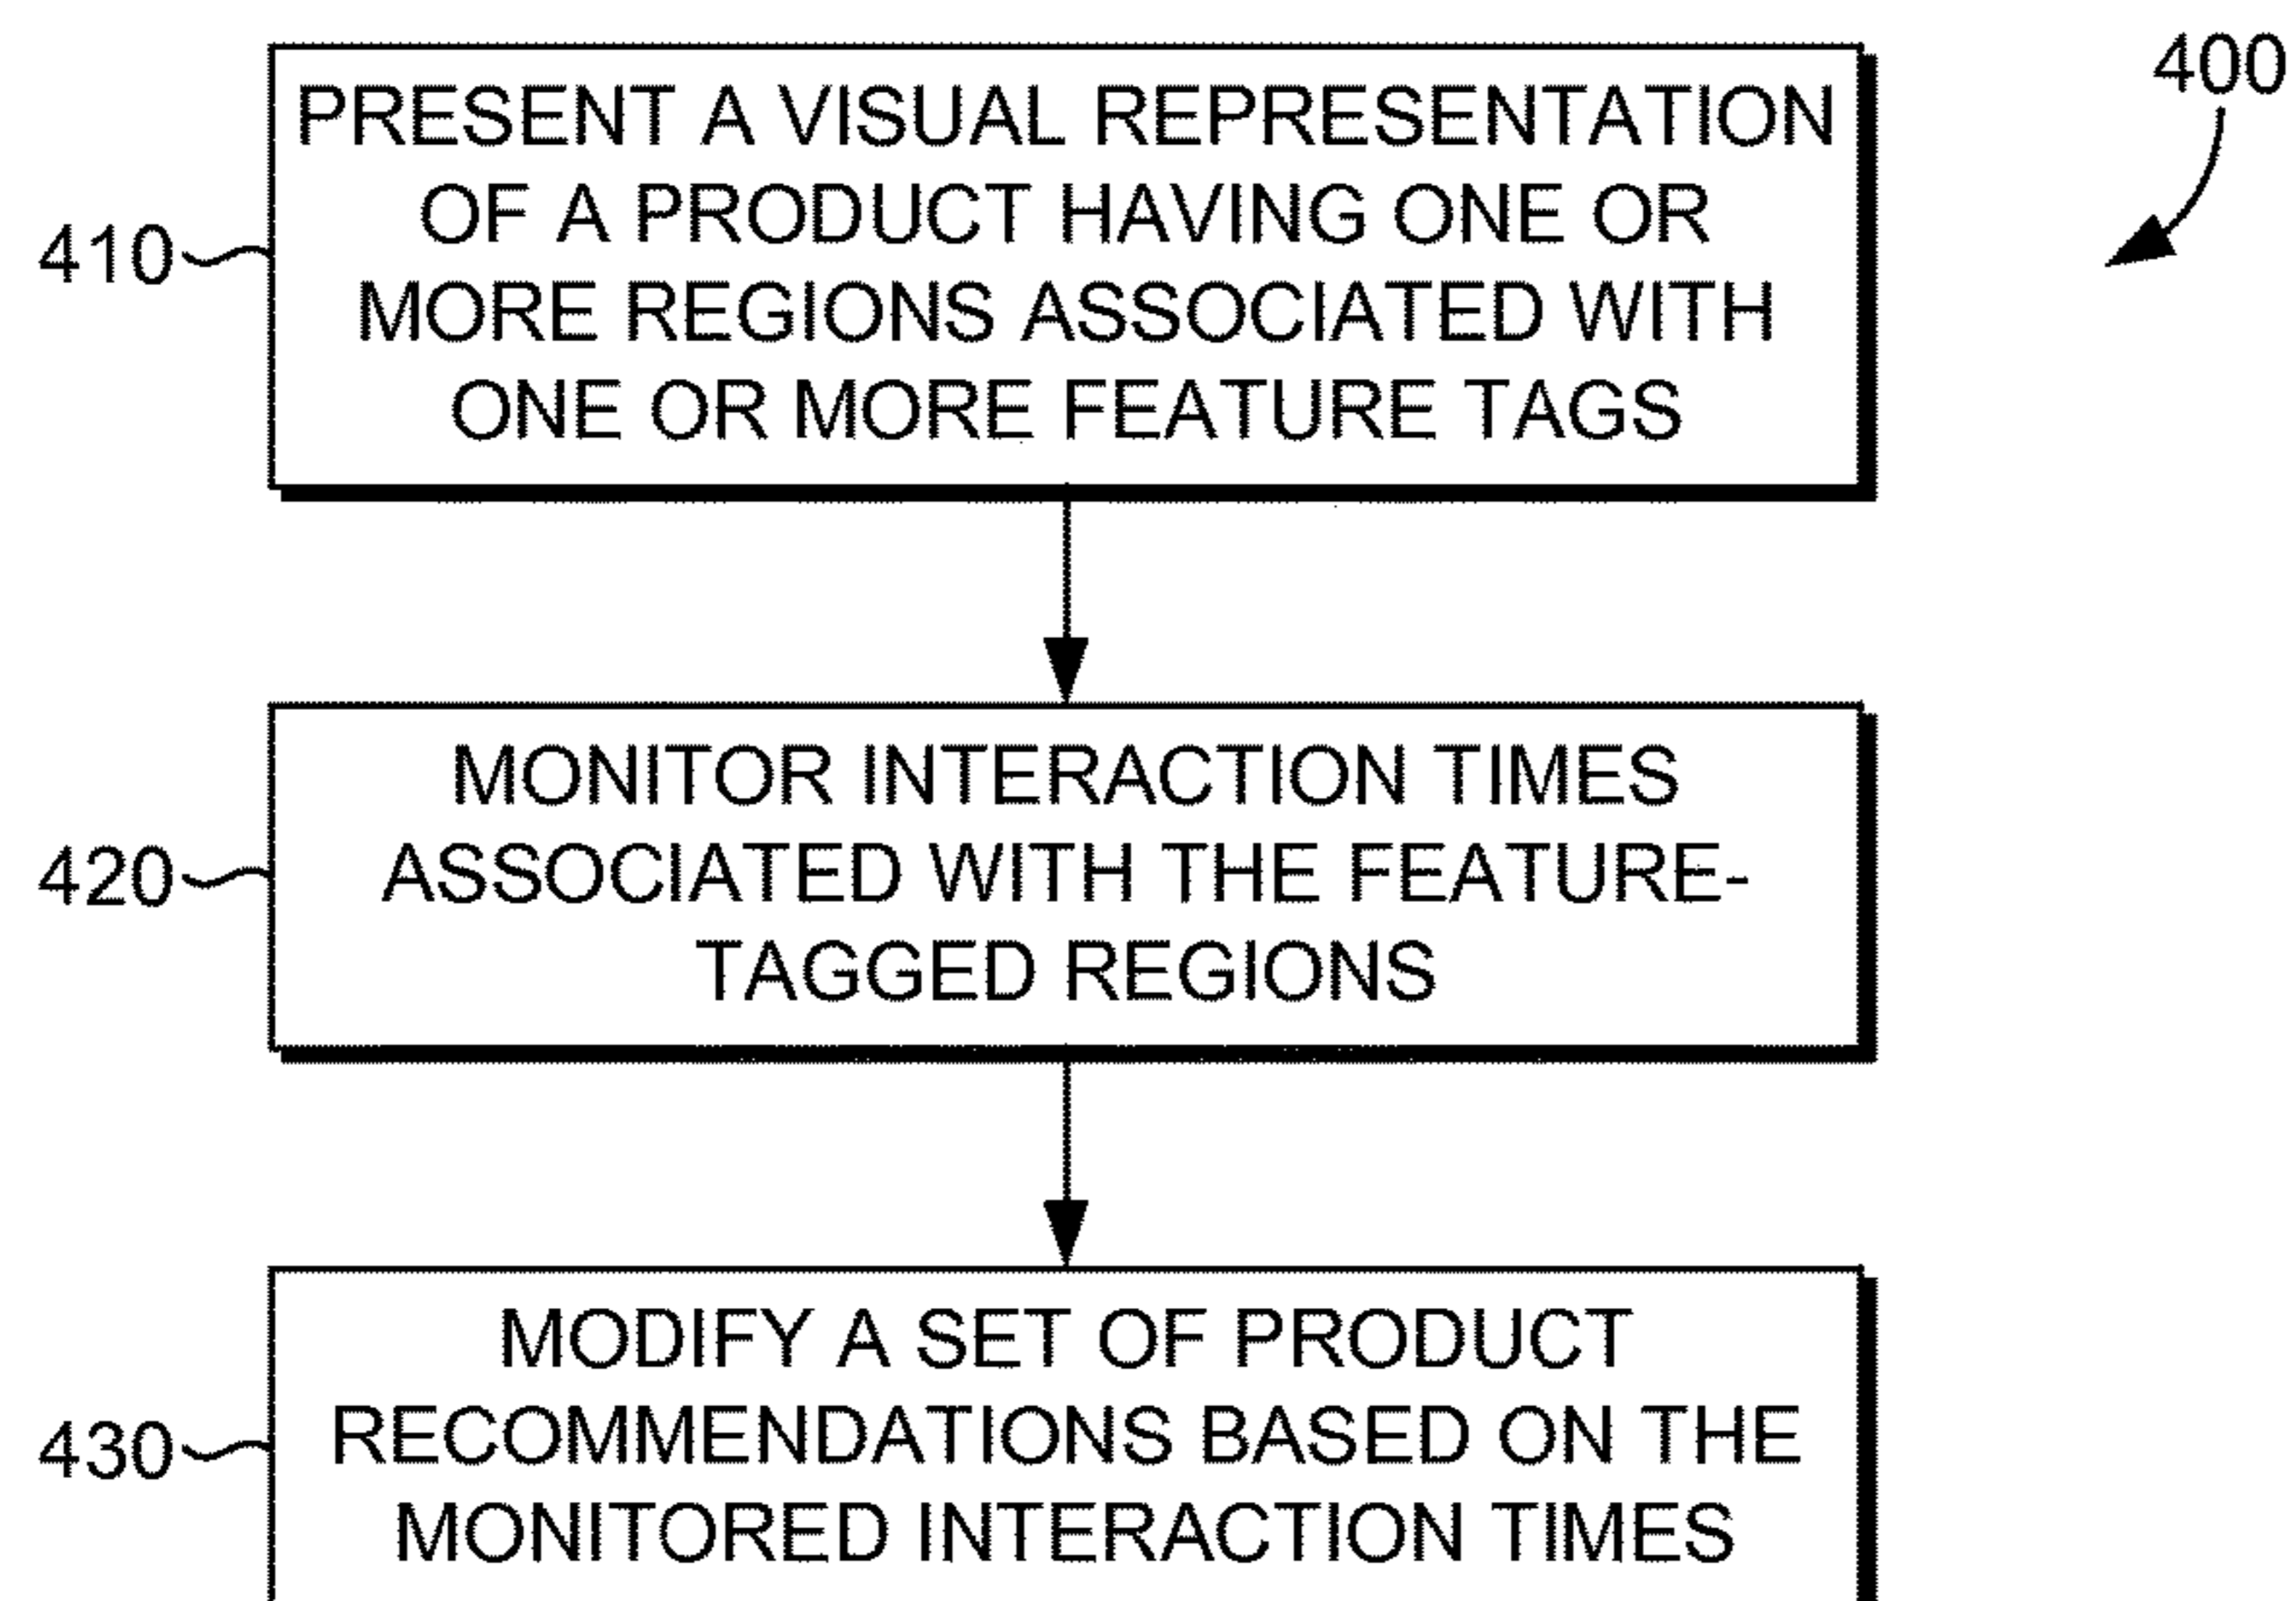 400
PRESENT A VISUAL REPRESENTATION
OF A PRODUCT HAVING ONE OR
410
MORE REGIONS ASSOCIATED WITH
ONE OR MORE FEATURE TAGS
MONITOR INTERACTION TIMES
420
ASSOCIATED WITH THE FEATURE-
TAGGED REGIONS
MODIFY A SET OF PRODUCT
430
RECOMMENDATIONS BASED ON THE
MONITORED INTERACTION TIMES